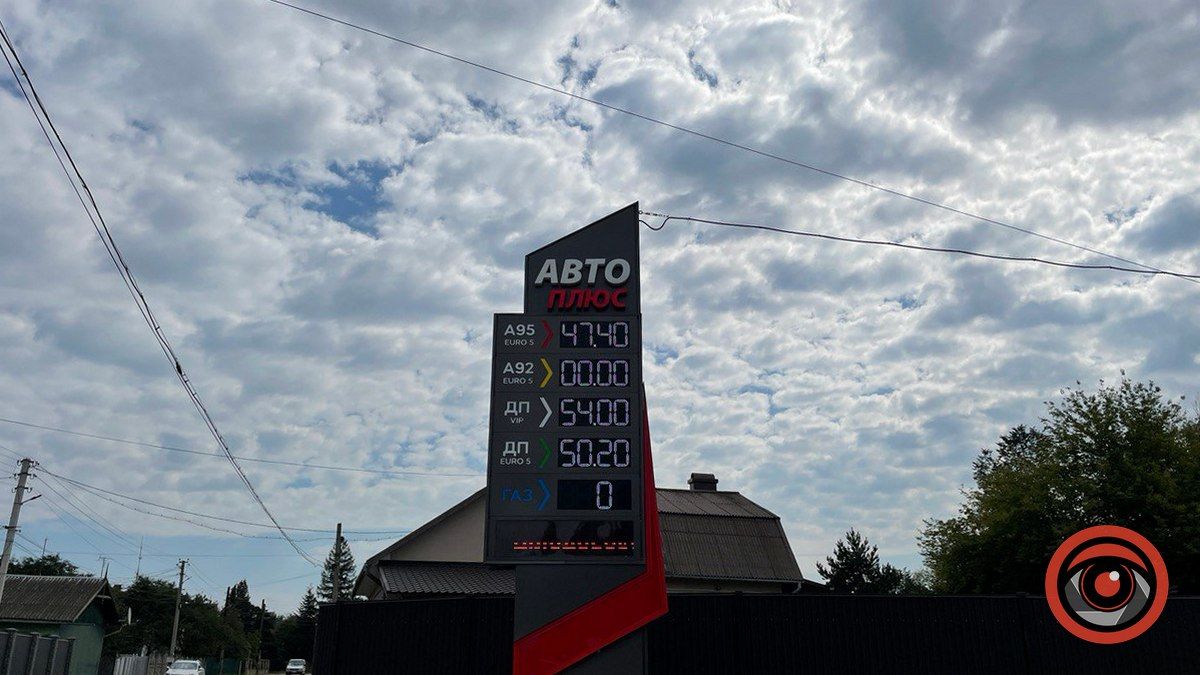 АВТО
ПЛЮС
А95 47.40
EURO 5
А92 00.00
EURO 5
ДП 54.00
VIP
ДП 50.20
EURO 5
ГАЗ 0